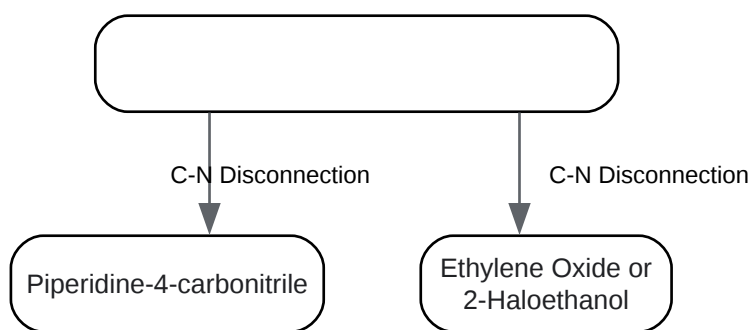 C-N Disconnection
C-N Disconnection
Piperidine-4-carbonitrile
Ethylene Oxide or
2-Haloethanol